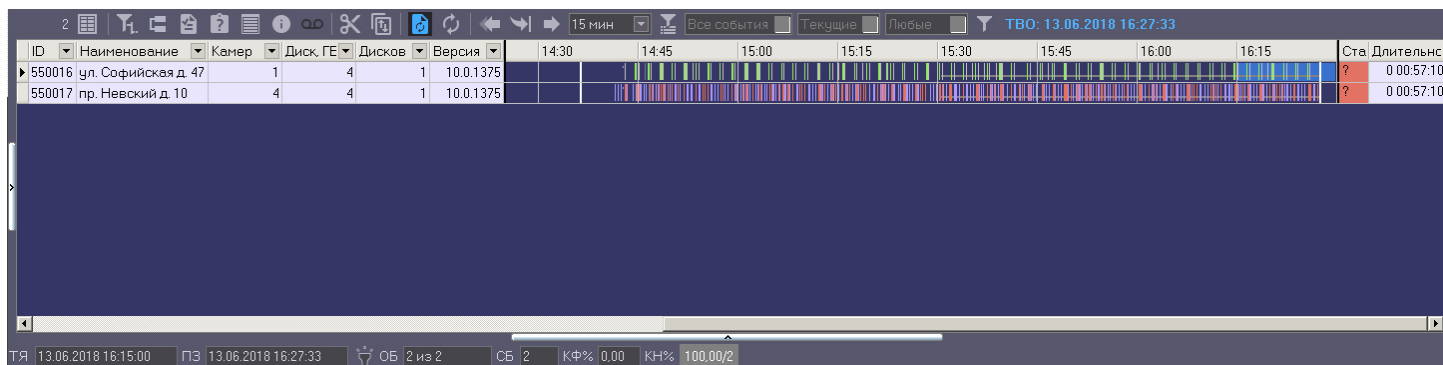 2 15 мин Все события Текущие Любые ТВО: 13.06.2018 16:27:33
ID Наименование Камер Диск, ГЕ Дисков Версия 14:30 14:45 15:00 15:15 15:30 15:45 16:00 16:15 Ста Длительнс
550016 ул. Софийская д. 47 1 4 1 10.0.1375 ? 0 00:57:10
550017 пр. Невский д. 10 4 4 1 10.0.1375 ? 0 00:57:10
ТЯ 13.06.2018 16:15:00 ПЗ 13.06.2018 16:27:33 ОБ 2 из 2 СБ 2 КФ% 0,00 КН% 100,00/2